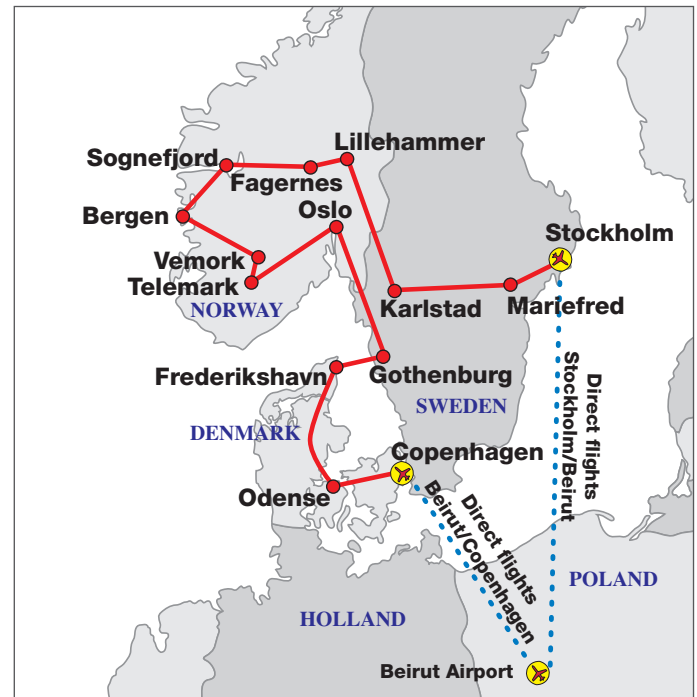 Lillehammer
Sognefjord
Fagernes
Oslo
Bergen
Stockholm
Vemork
Telemark
NORWAY
Karlstad
Mariefred
Frederikshavn
Gothenburg
SWEDEN
DENMARK
Copenhagen
Odense
Direct flights
Stockholm/Beirut
Direct flights
Beirut/Copenhagen
POLAND
HOLLAND
Beirut Airport